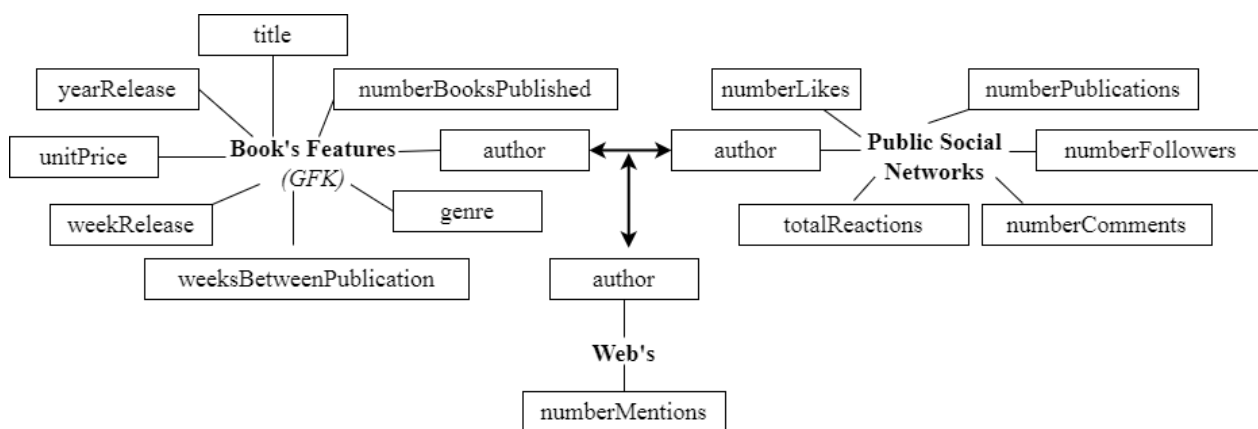 title
yearRelease
numberBooksPublished
numberLikes
numberPublications
unitPrice
Book's Features
(GFK)
author
author
Public Social
Networks
numberFollowers
weekRelease
genre
totalReactions
numberComments
weeksBetweenPublication
author
Web's
numberMentions